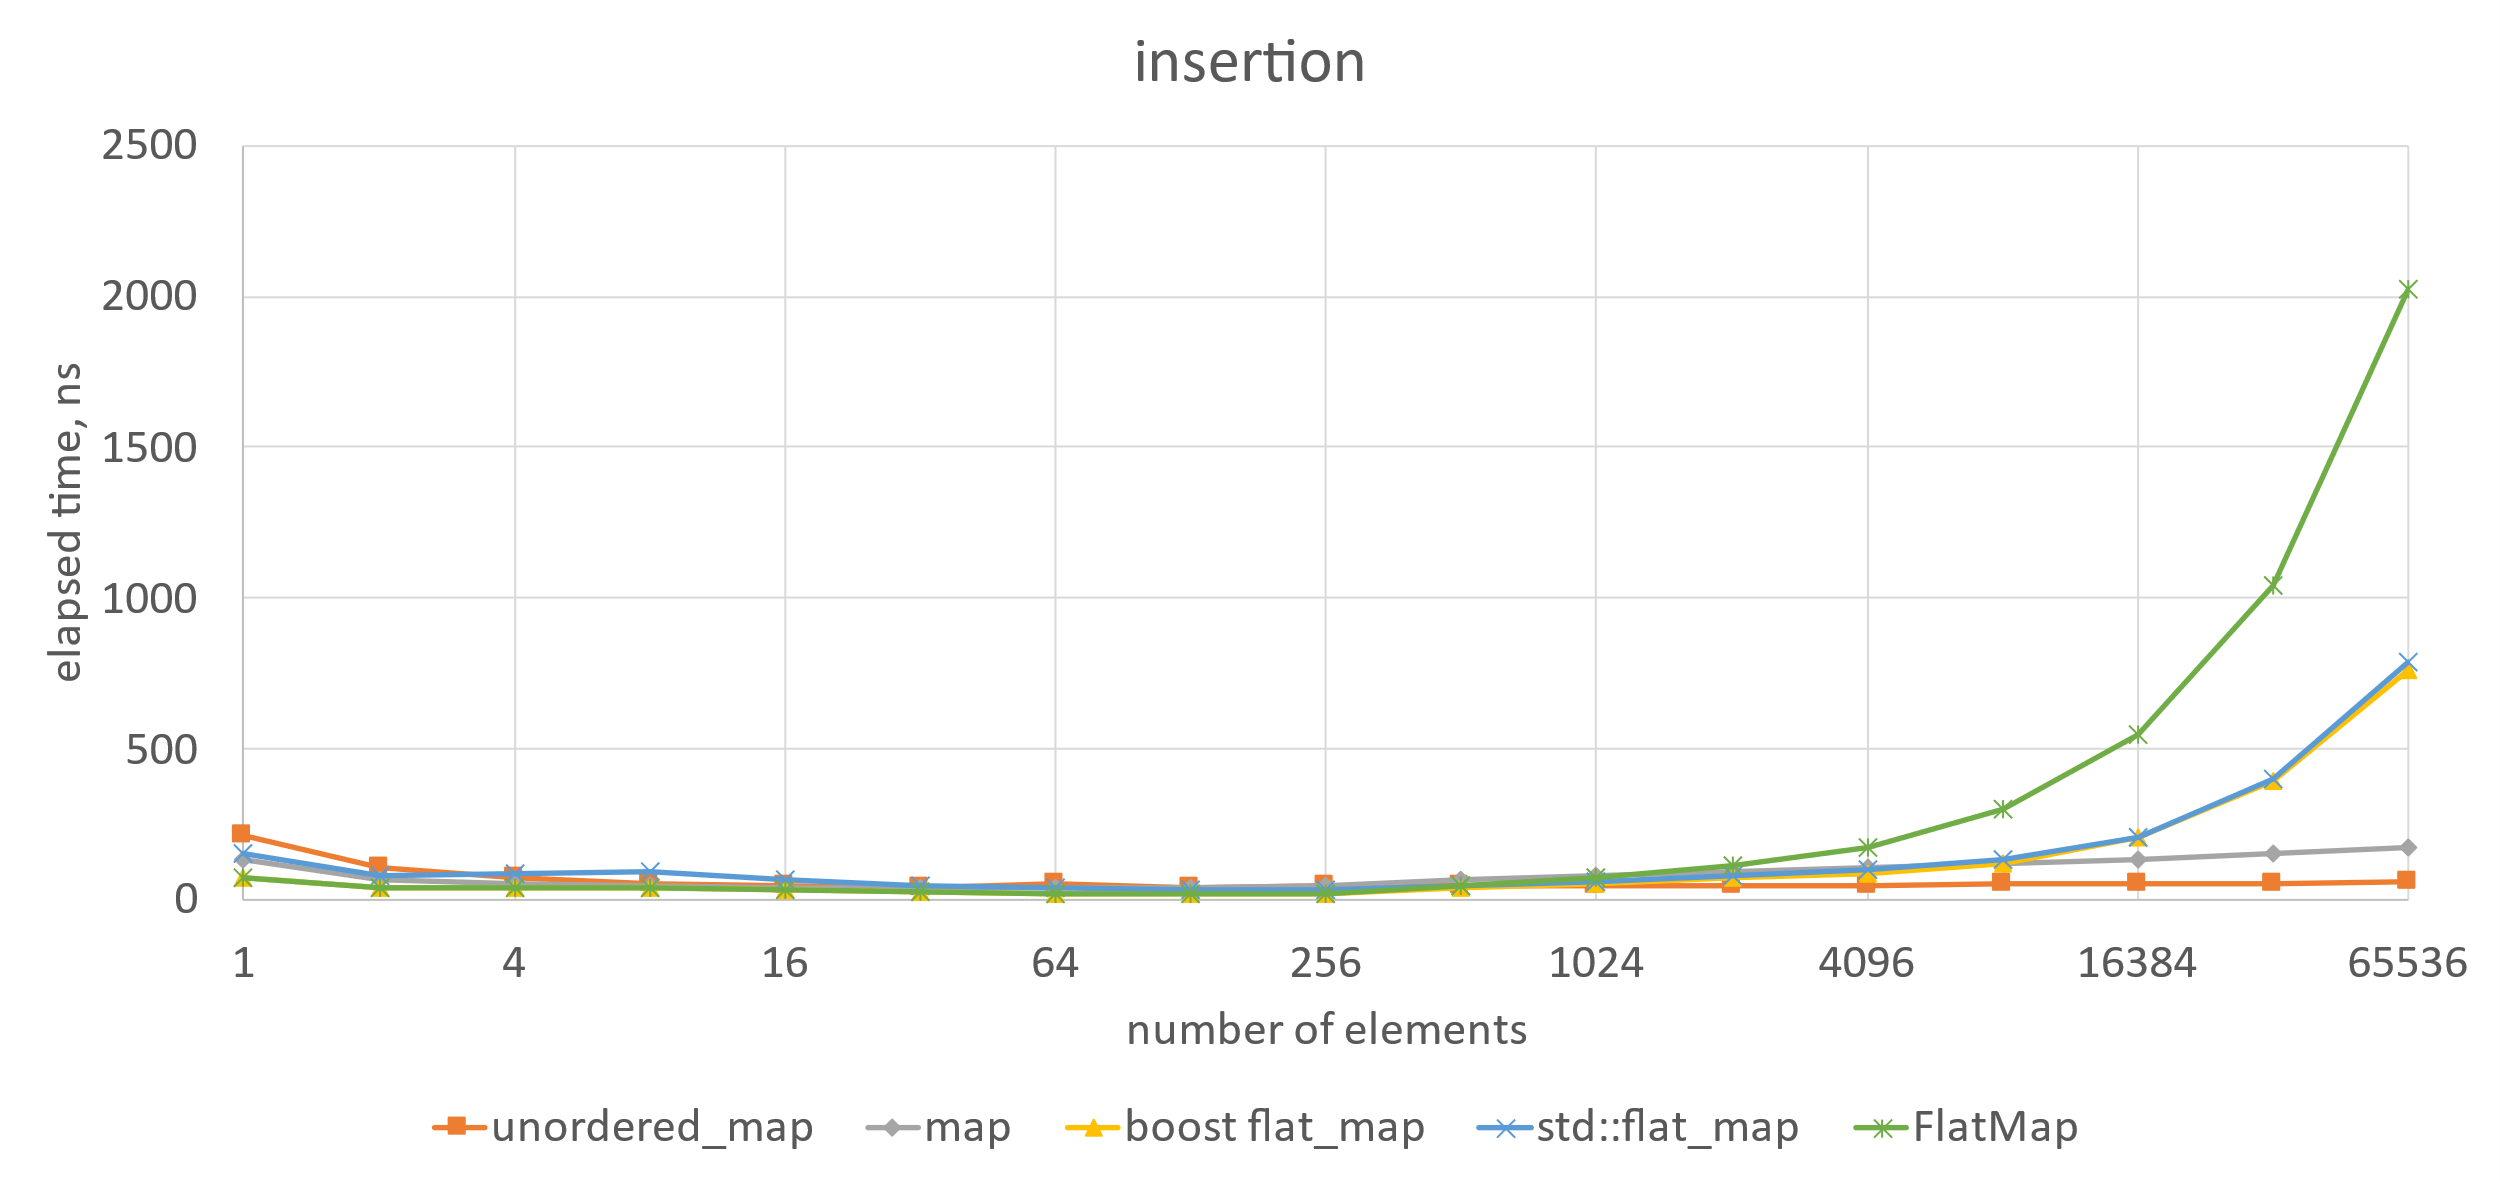 insertion
2500
2000
1500
1000
500
0
elapsed time, ns
1 4 16 64 256 1024 4096 16384 65536
number of elements
unordered_map map boost flat_map std::flat_map FlatMap